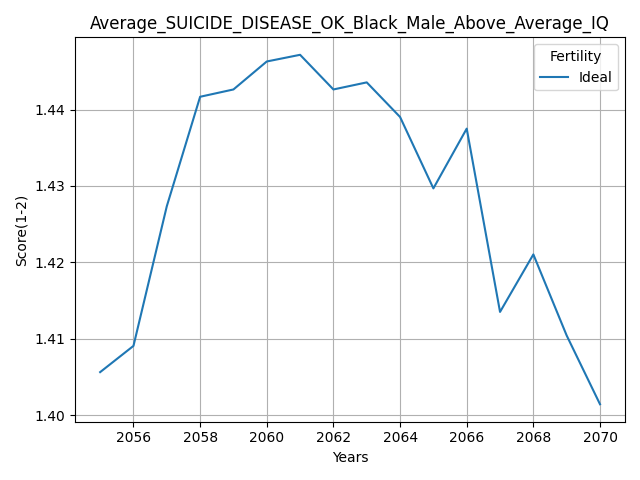 Average_SUICIDE_DISEASE_OK_Black_Male_Above_Average_IQ
Fertility
Ideal
1.44
1.43
1.42
1.41
1.40
Score(1-2)
2056 2058 2060 2062 2064 2066 2068 2070
Years